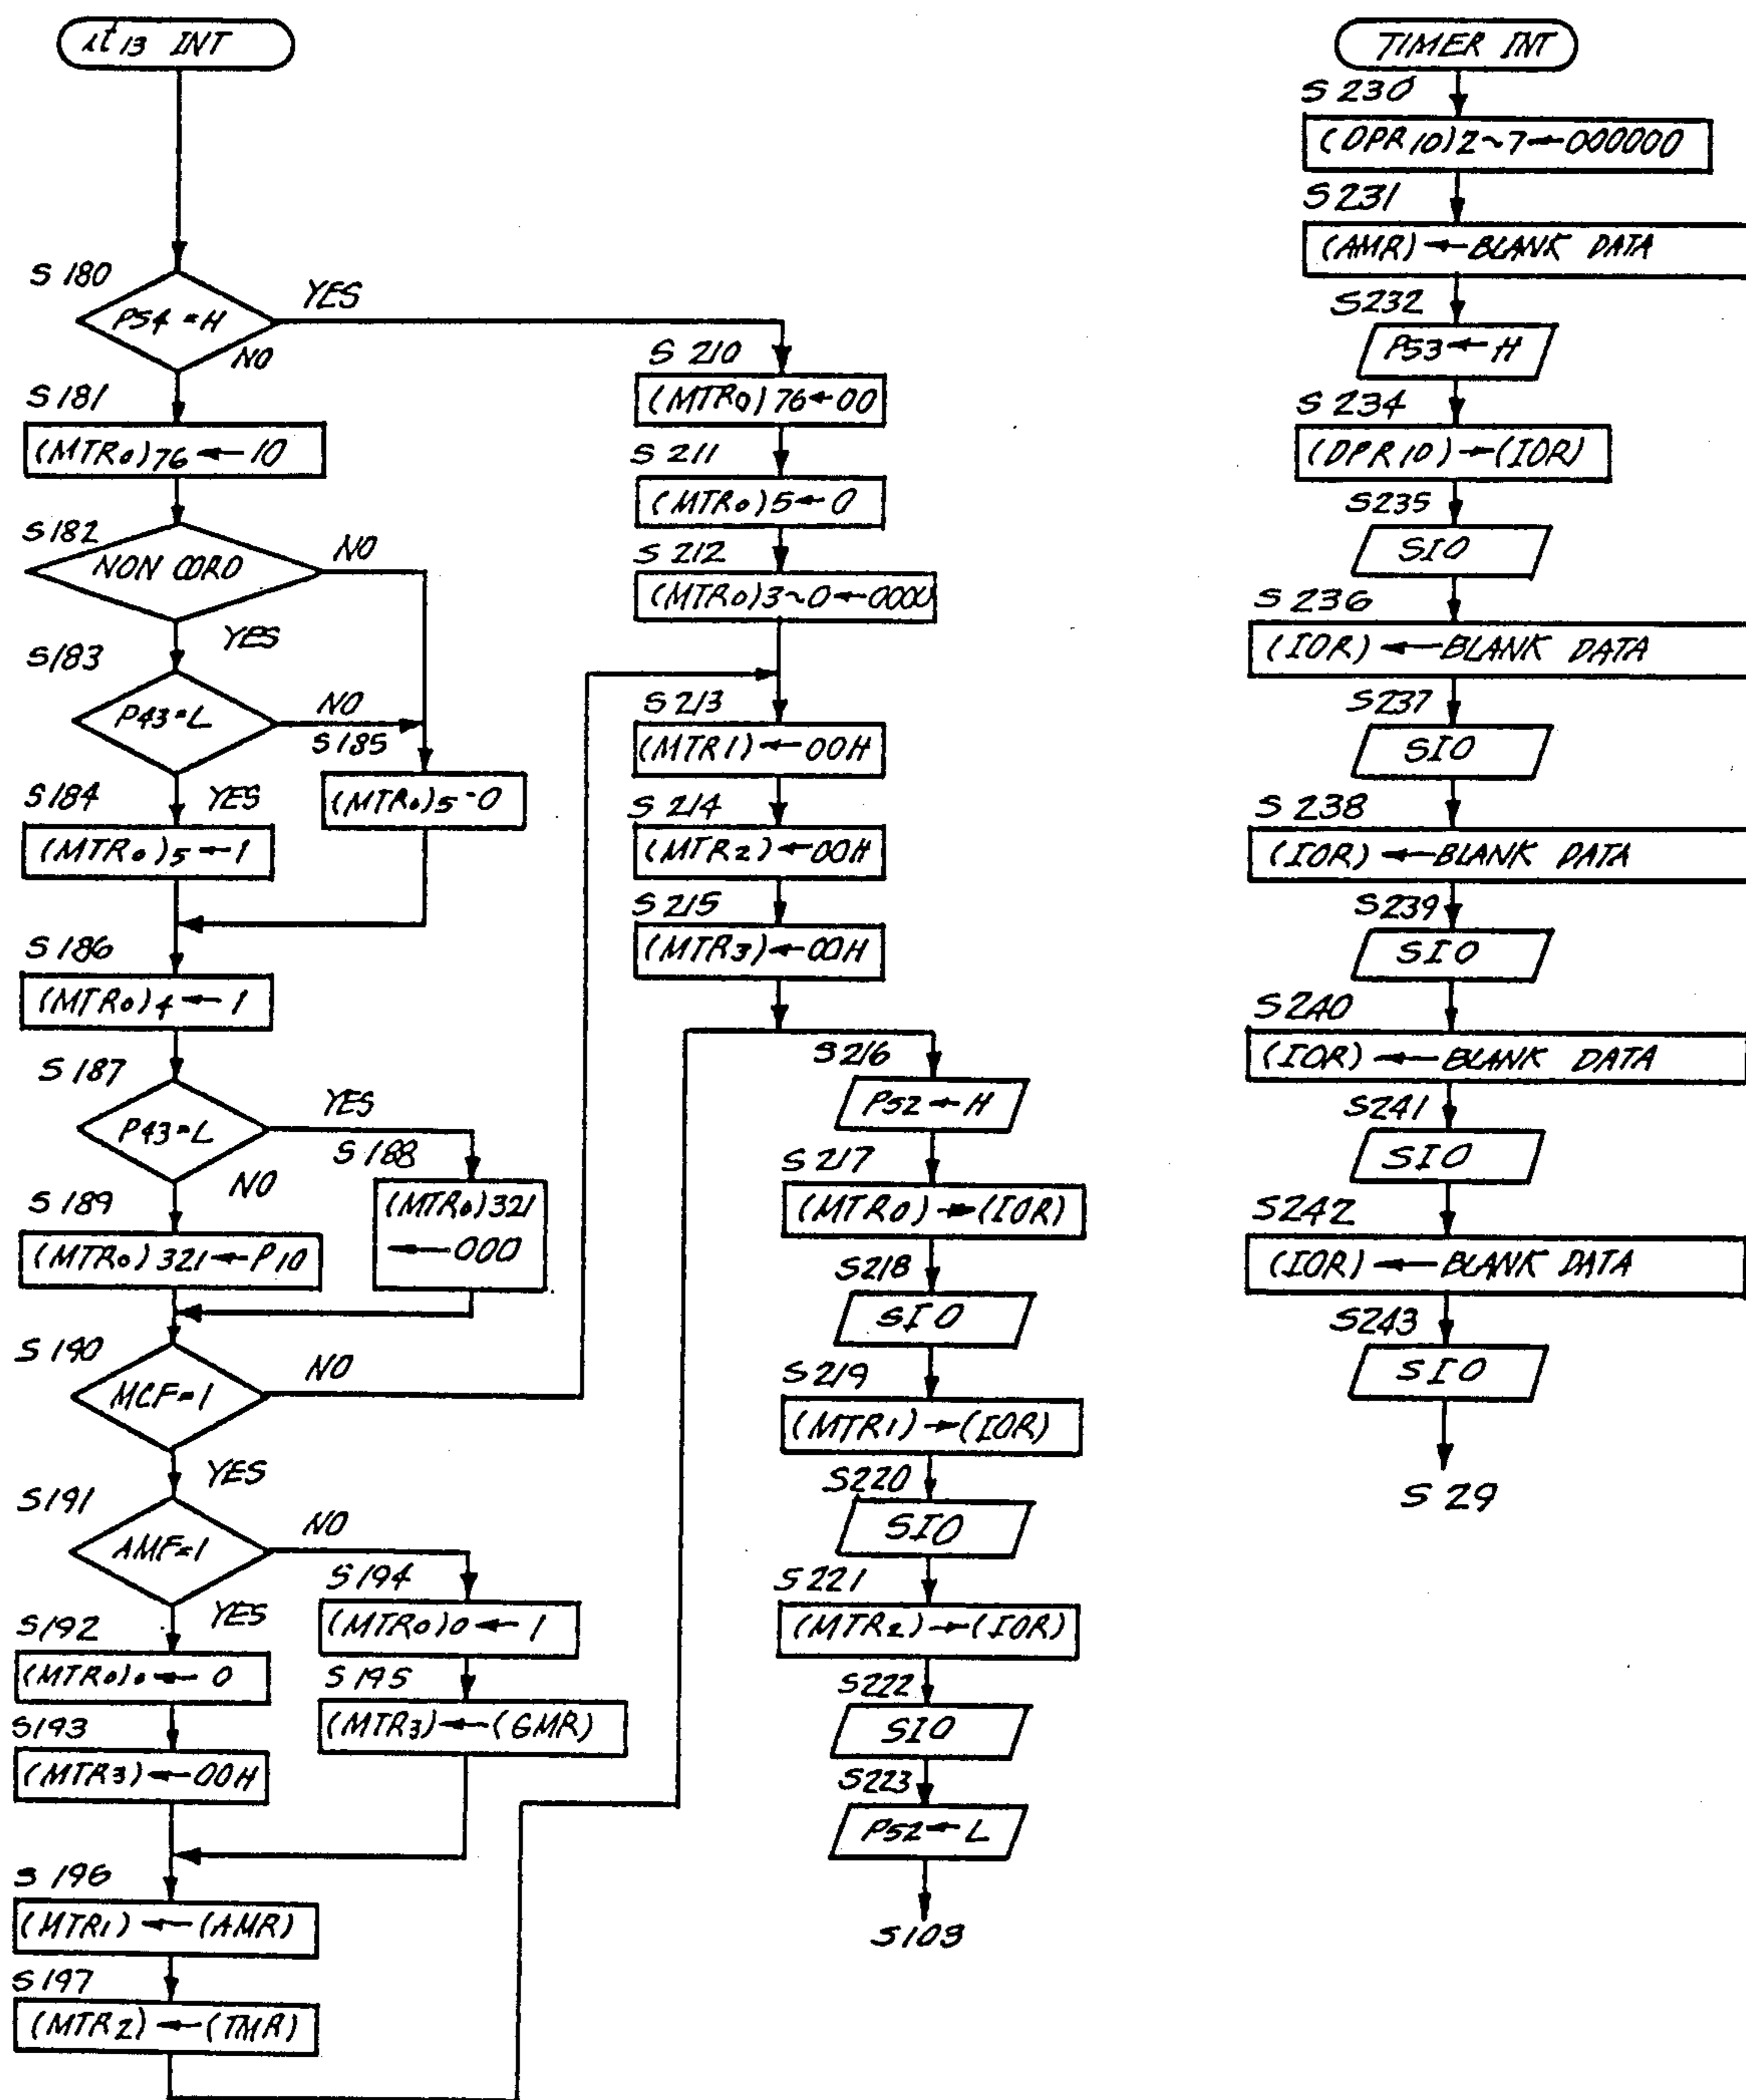 it13 INT
S180
P54=H
YES
NO
S181
(MTR0)76←10
S182
NON CORD
NO
YES
S183
P43=L
NO
S185
S184
YES
(MTR0)5-0
(MTR0)5←1
S186
(MTR0)4←1
S187
P43=L
YES
S188
NO
(MTR0)321
←000
S189
(MTR0)321←P10
S190
MCF=1
NO
YES
S191
AMF=1
NO
S194
YES
(MTR0)0←1
S192
(MTR0)0←0
S195
(MTR3)←(GMR)
S193
(MTR3)←00H
S196
(MTR1)←(AMR)
S197
(MTR2)←(TMR)
S210
(MTR0)76←00
S211
(MTR0)5←0
S212
(MTR0)3~0←0000
S213
(MTR1)←00H
S214
(MTR2)←00H
S215
(MTR3)←00H
S216
P52←H
S217
(MTR0)→(IOR)
S218
SIO
S219
(MTR1)→(IOR)
S220
SIO
S221
(MTR2)→(IOR)
S222
SIO
S223
P52←L
S103
TIMER INT
S230
(DPR10)2~7←000000
S231
(AMR)←BLANK DATA
S232
P53←H
S234
(DPR10)→(IOR)
S235
SIO
S236
(IOR)←BLANK DATA
S237
SIO
S238
(IOR)←BLANK DATA
S239
SIO
S240
(IOR)←BLANK DATA
S241
SIO
S242
(IOR)←BLANK DATA
S243
SIO
S29